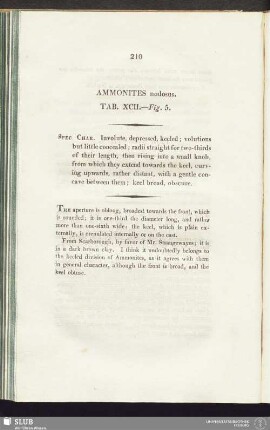 210
AMMONITES nodosus.
TAB. XCII.—Fig. 5.
Spec. Char. Involute, depressed, keeled; volutions
but little concealed; radii straight for two-thirds
of their length, then rising into a small knob,
from which they extend towards the keel, curv-
ing upwards, rather distant, with a gentle con-
cave between them; keel broad, obscure.
The aperture is oblong, broadest towards the front, which
is rounded; it is one-third the diameter long, and rather
more than one-sixth wide: the keel, which is plain ex-
ternally, is crenulated internally or on the cast.
From Scarborough, by favor of Mr. Strangewayes; it is
in a dark brown clay. I think it undoubtedly belongs to
the keeled division of Ammonites, as it agrees with them
in general character, although the front is broad, and the
keel obtuse.
SLUB